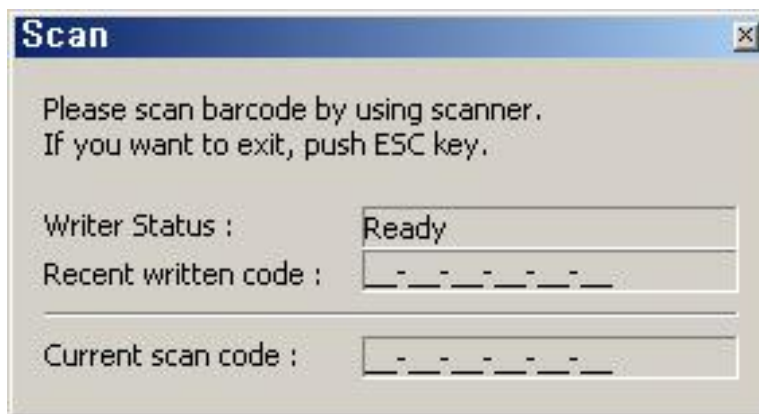 Scan
Please scan barcode by using scanner.
If you want to exit, push ESC key.
Writer Status : Ready
Recent written code : __-__-__-__-__-__
Current scan code : __-__-__-__-__-__